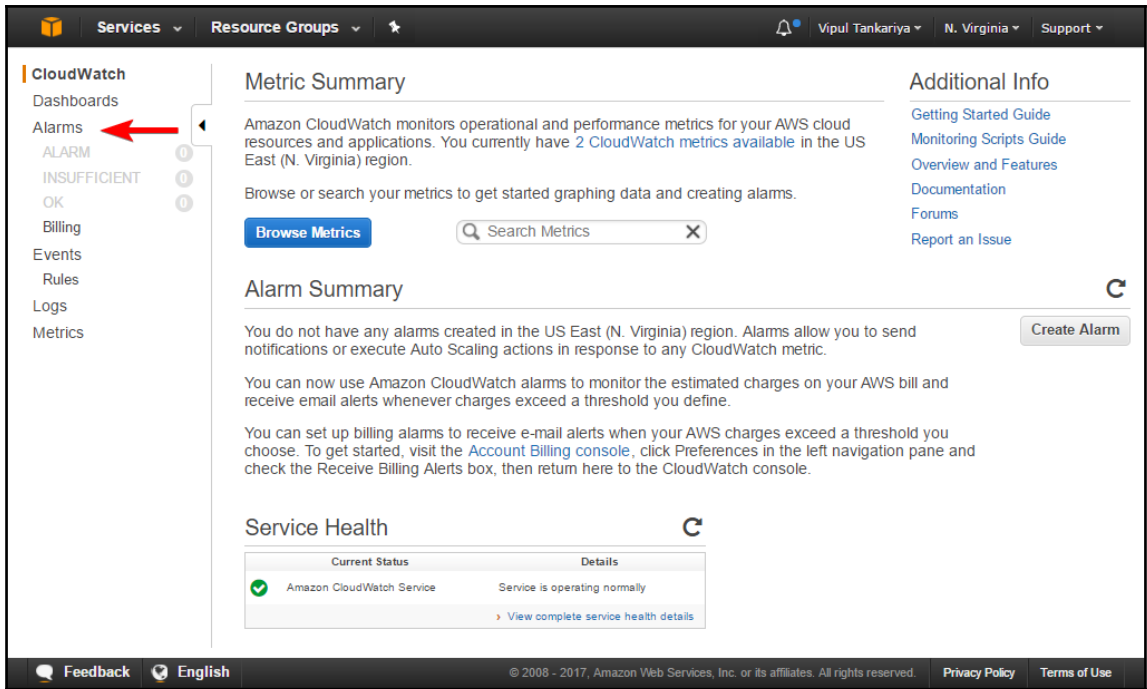 Services Resource Groups Vipul Tankariya N. Virginia Support
CloudWatch
Dashboards
Alarms
ALARM 0
INSUFFICIENT 0
OK 0
Billing
Events
Rules
Logs
Metrics
Metric Summary
Amazon CloudWatch monitors operational and performance metrics for your AWS cloud
resources and applications. You currently have 2 CloudWatch metrics available in the US
East (N. Virginia) region.
Browse or search your metrics to get started graphing data and creating alarms.
Browse Metrics Search Metrics
Additional Info
Getting Started Guide
Monitoring Scripts Guide
Overview and Features
Documentation
Forums
Report an Issue
Alarm Summary
You do not have any alarms created in the US East (N. Virginia) region. Alarms allow you to send
notifications or execute Auto Scaling actions in response to any CloudWatch metric.
Create Alarm
You can now use Amazon CloudWatch alarms to monitor the estimated charges on your AWS bill and
receive email alerts whenever charges exceed a threshold you define.
You can set up billing alarms to receive e-mail alerts when your AWS charges exceed a threshold you
choose. To get started, visit the Account Billing console, click Preferences in the left navigation pane and
check the Receive Billing Alerts box, then return here to the CloudWatch console.
Service Health
Current Status Details
Amazon CloudWatch Service Service is operating normally
› View complete service health details
Feedback English © 2008 - 2017, Amazon Web Services, Inc. or its affiliates. All rights reserved. Privacy Policy Terms of Use